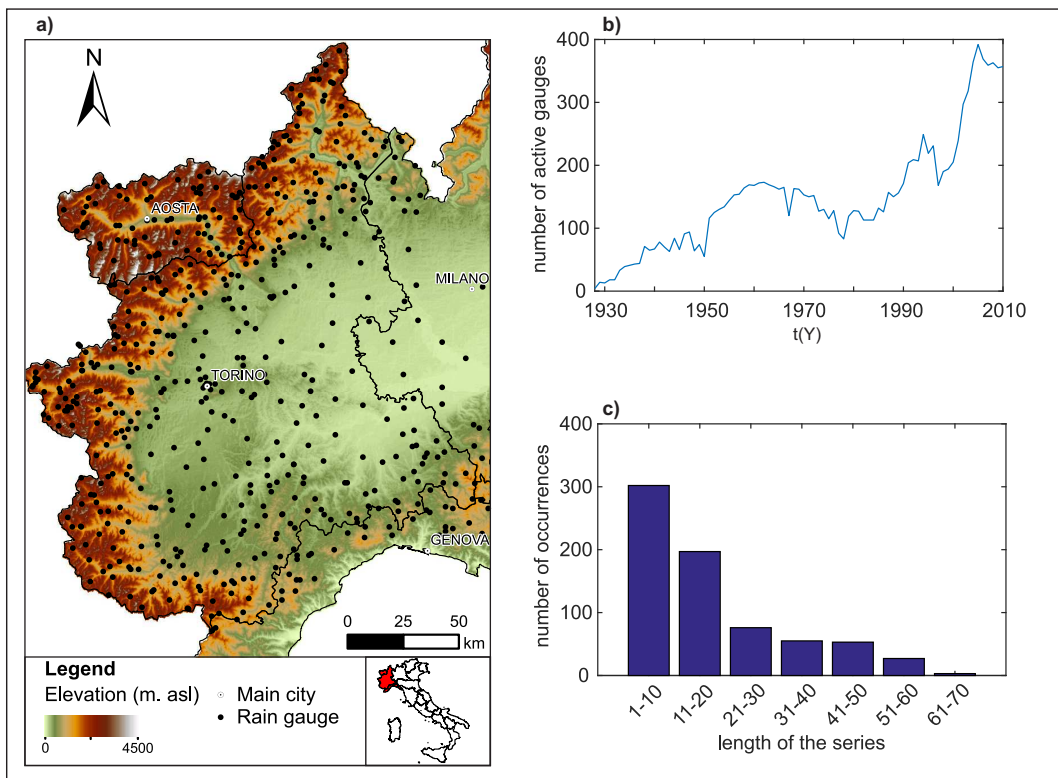 a)
N
AOSTA
MILANO
TORINO
GENOVA
0 25 50
km
Legend
Elevation (m. asl)
0 4500
Main city
Rain gauge
b)
400
300
200
100
0
number of active gauges
1930 1950 1970 1990 2010
t(Y)
c)
400
300
200
100
0
number of occurrences
1-10 11-20 21-30 31-40 41-50 51-60 61-70
length of the series